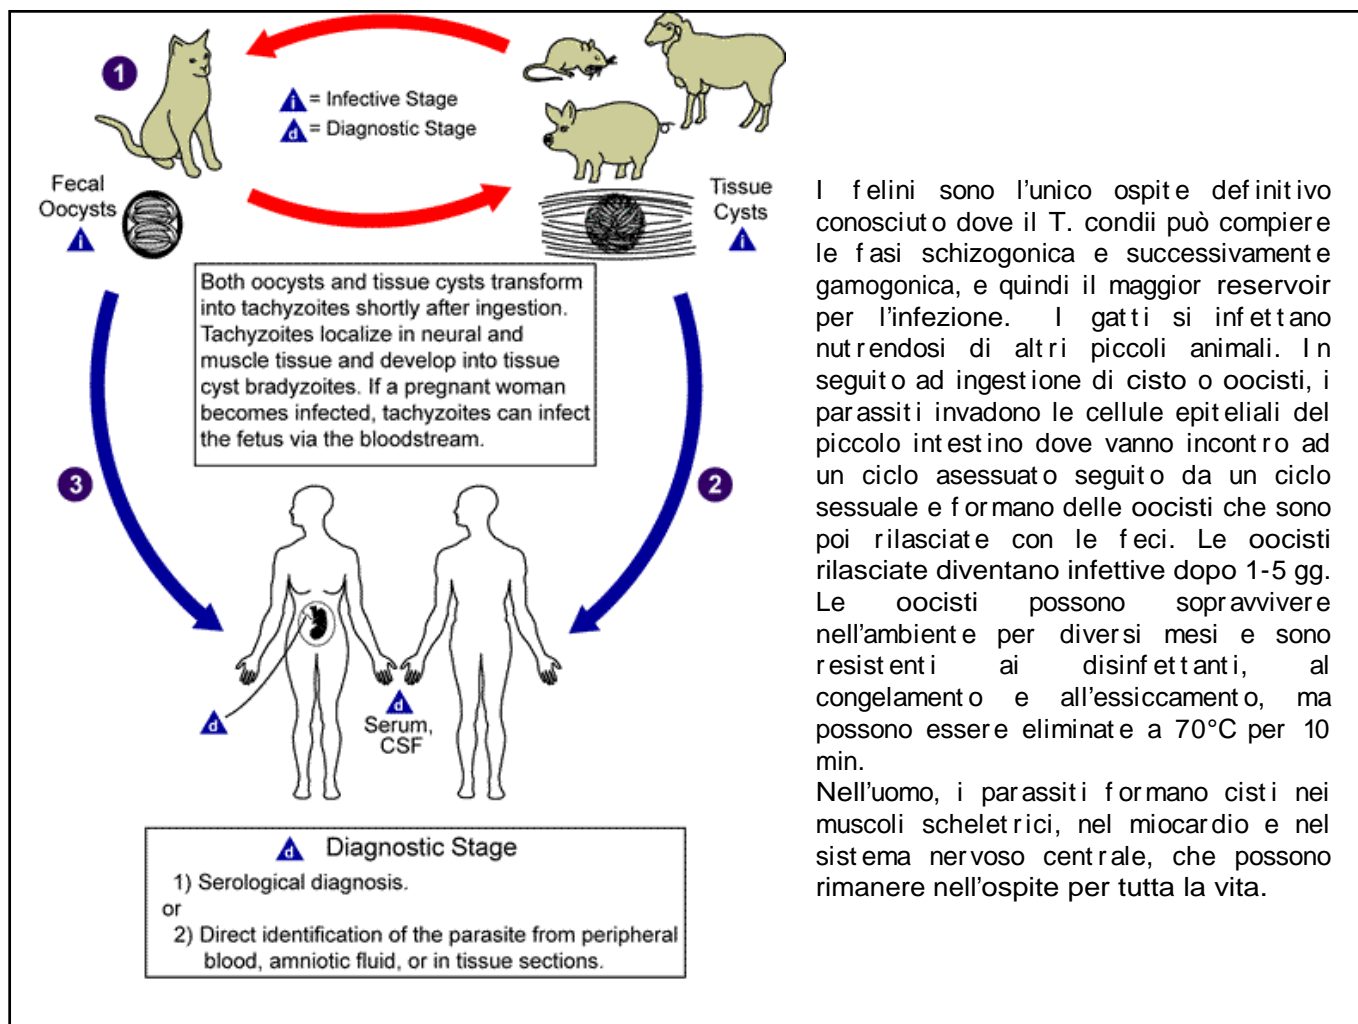 1
i = Infective Stage
d = Diagnostic Stage
Fecal
Oocysts
i
Tissue
Cysts
i
Both oocysts and tissue cysts transform
into tachyzoites shortly after ingestion.
Tachyzoites localize in neural and
muscle tissue and develop into tissue
cyst bradyzoites. If a pregnant woman
becomes infected, tachyzoites can infect
the fetus via the bloodstream.
3
2
d
d
Serum,
CSF
d Diagnostic Stage
1) Serological diagnosis.
or
2) Direct identification of the parasite from peripheral
blood, amniotic fluid, or in tissue sections.
I felini sono l'unico ospite definitivo
conosciuto dove il T. condii può compiere
le fasi schizogonica e successivamente
gamogonica, e quindi il maggior reservoir
per l'infezione. I gatti si infettano
nutrendosi di altri piccoli animali. In
seguito ad ingestione di cisto o oocisti, i
parassiti invadono le cellule epiteliali del
piccolo intestino dove vanno incontro ad
un ciclo asessuato seguito da un ciclo
sessuale e formano delle oocisti che sono
poi rilasciate con le feci. Le oocisti
rilasciate diventano infettive dopo 1-5 gg.
Le oocisti possono sopravvivere
nell'ambiente per diversi mesi e sono
resistenti ai disinfettanti, al
congelamento e all'essiccamento, ma
possono essere eliminate a 70°C per 10
min.
Nell'uomo, i parassiti formano cisti nei
muscoli scheletrici, nel miocardio e nel
sistema nervoso centrale, che possono
rimanere nell'ospite per tutta la vita.